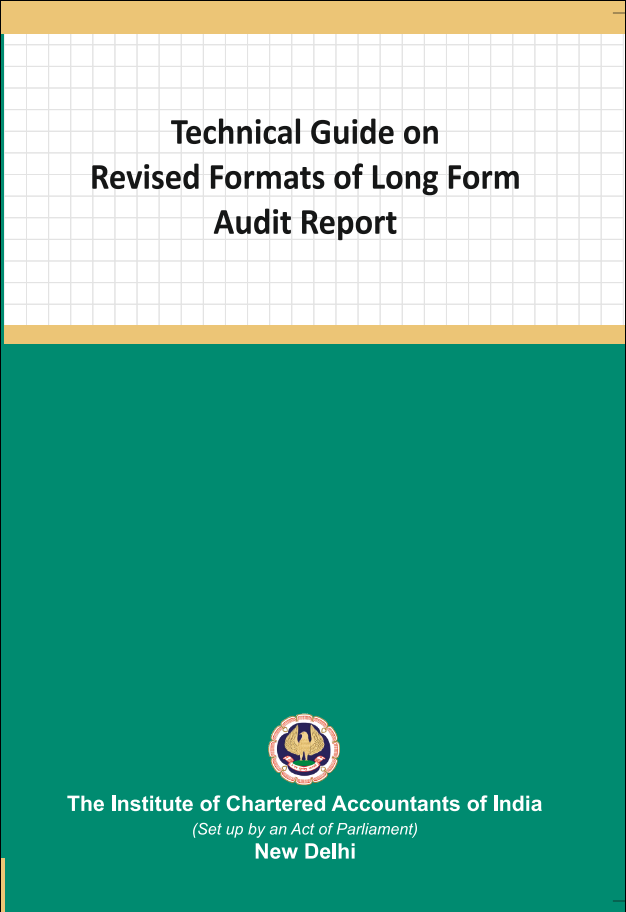 Technical Guide on
Revised Formats of Long Form
Audit Report
The Institute of Chartered Accountants of India
(Set up by an Act of Parliament)
New Delhi